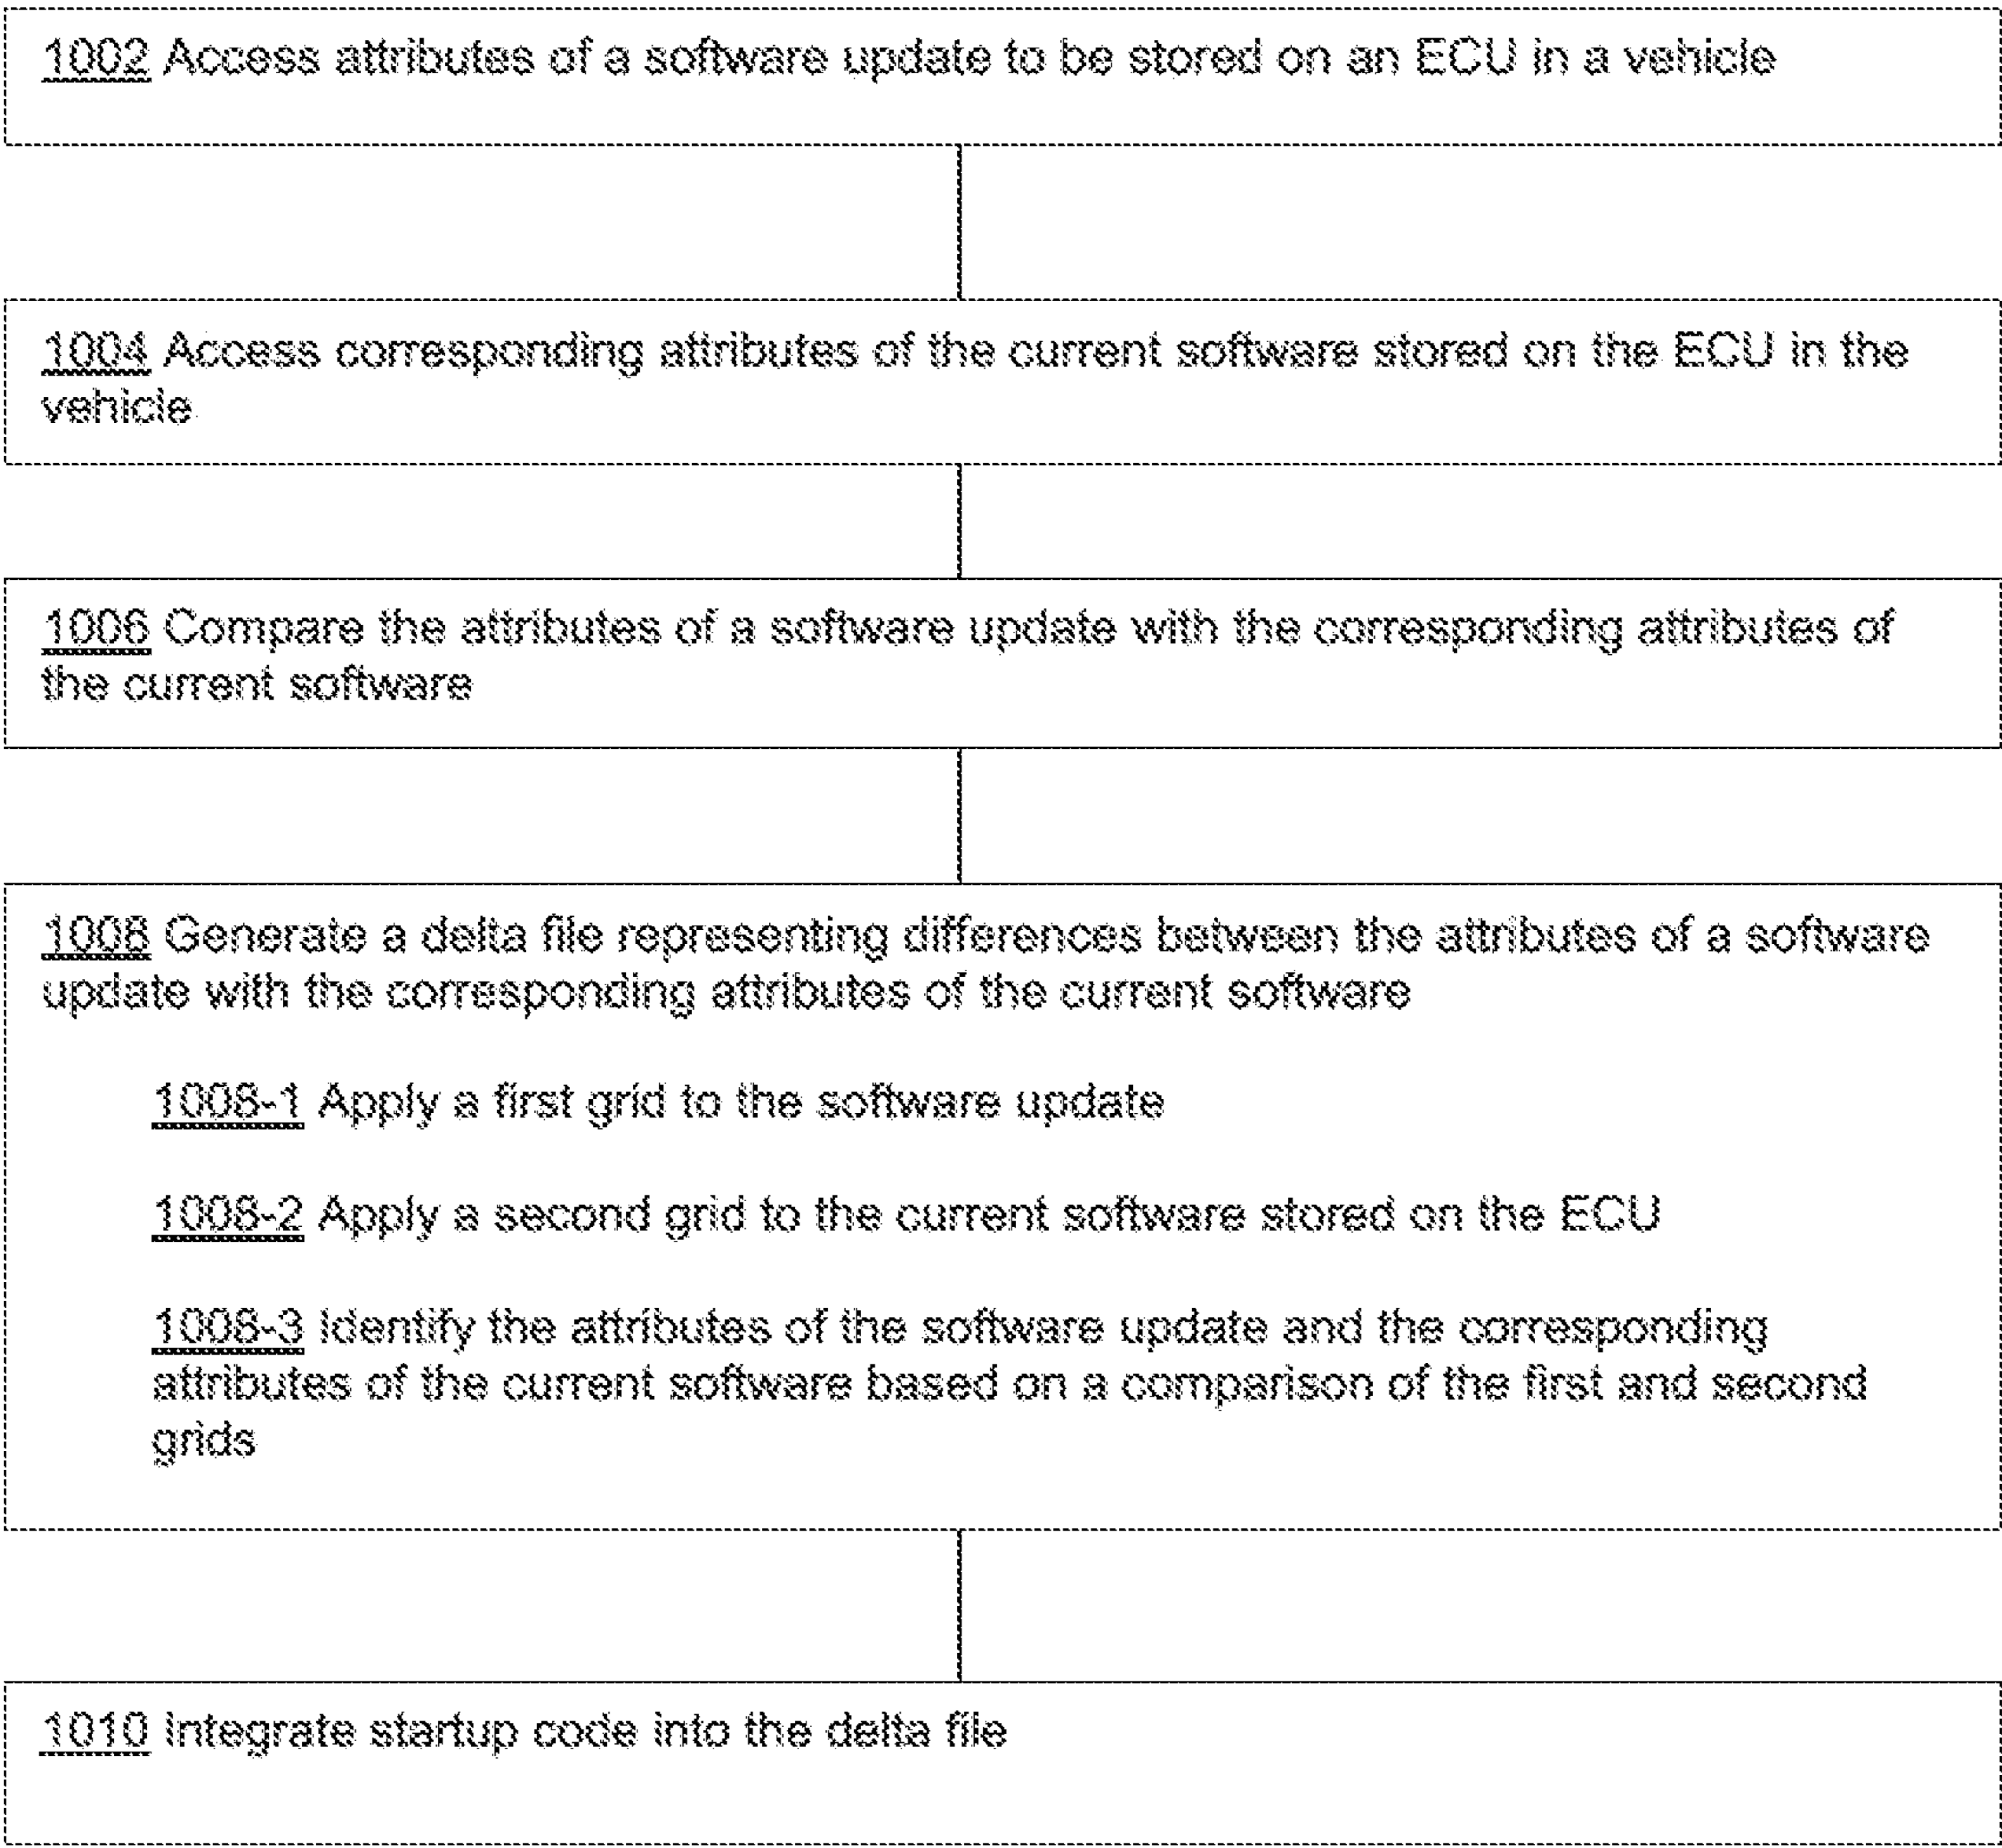 1002 Access attributes of a software update to be stored on an ECU in a vehicle
1004 Access corresponding attributes of the current software stored on the ECU in the
vehicle
1006 Compare the attributes of a software update with the corresponding attributes of
the current software
1008 Generate a delta file representing differences between the attributes of a software
update with the corresponding attributes of the current software
1008-1 Apply a first grid to the software update
1008-2 Apply a second grid to the current software stored on the ECU
1008-3 Identify the attributes of the software update and the corresponding
attributes of the current software based on a comparison of the first and second
grids
1010 Integrate startup code into the delta file